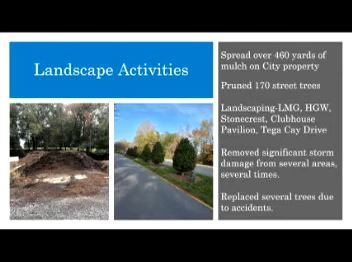 Landscape Activities
Spread over 460 yards of
mulch on City property
Pruned 170 street trees
Landscaping-LMG, HGW,
Stonecrest, Clubhouse
Pavilion, Tega Cay Drive
Removed significant storm
damage from several areas,
several times.
Replaced several trees due
to accidents.